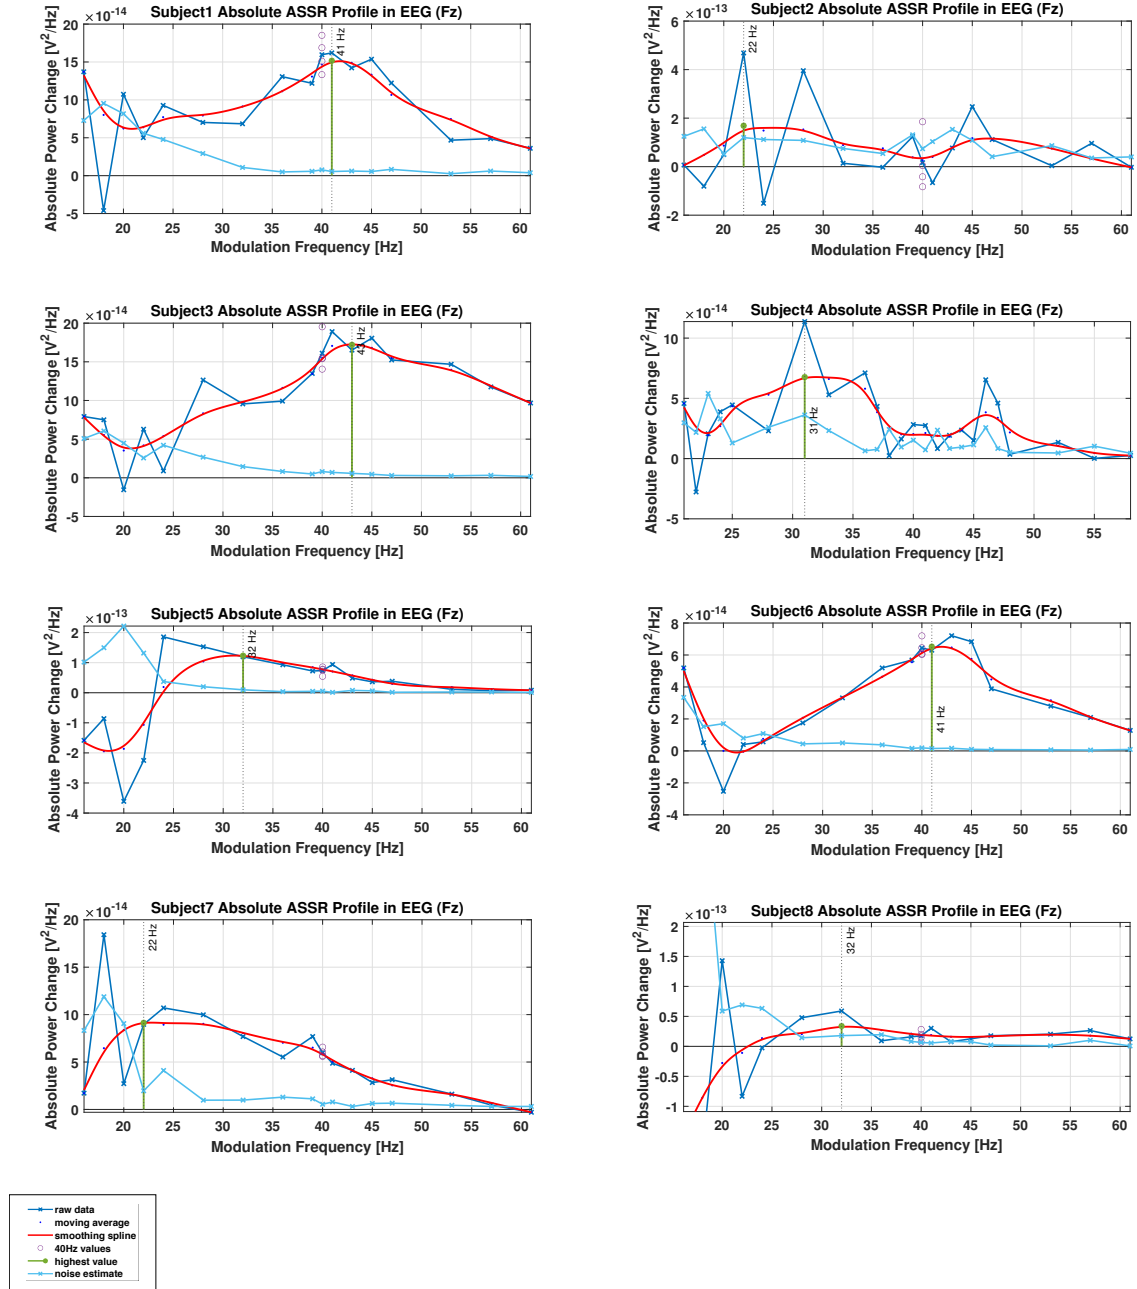 Subject1 Absolute ASSR Profile in EEG (Fz)
×10^-14
Absolute Power Change [V^2/Hz]
20
15
10
5
0
-5
41 Hz
20 25 30 35 40 45 50 55 60
Modulation Frequency [Hz]
Subject2 Absolute ASSR Profile in EEG (Fz)
×10^-13
Absolute Power Change [V^2/Hz]
6
4
2
0
-2
22 Hz
20 25 30 35 40 45 50 55 60
Modulation Frequency [Hz]
Subject3 Absolute ASSR Profile in EEG (Fz)
×10^-14
Absolute Power Change [V^2/Hz]
20
15
10
5
0
-5
43 Hz
20 25 30 35 40 45 50 55 60
Modulation Frequency [Hz]
Subject4 Absolute ASSR Profile in EEG (Fz)
×10^-14
Absolute Power Change [V^2/Hz]
10
5
0
-5
31 Hz
25 30 35 40 45 50 55
Modulation Frequency [Hz]
Subject5 Absolute ASSR Profile in EEG (Fz)
×10^-13
Absolute Power Change [V^2/Hz]
2
1
0
-1
-2
-3
-4
32 Hz
20 25 30 35 40 45 50 55 60
Modulation Frequency [Hz]
Subject6 Absolute ASSR Profile in EEG (Fz)
×10^-14
Absolute Power Change [V^2/Hz]
8
6
4
2
0
-2
-4
41 Hz
20 25 30 35 40 45 50 55 60
Modulation Frequency [Hz]
Subject7 Absolute ASSR Profile in EEG (Fz)
×10^-14
Absolute Power Change [V^2/Hz]
20
15
10
5
0
22 Hz
20 25 30 35 40 45 50 55 60
Modulation Frequency [Hz]
Subject8 Absolute ASSR Profile in EEG (Fz)
×10^-13
Absolute Power Change [V^2/Hz]
2
1.5
1
0.5
0
-0.5
-1
32 Hz
20 25 30 35 40 45 50 55 60
Modulation Frequency [Hz]
raw data
moving average
smoothing spline
40Hz values
highest value
noise estimate